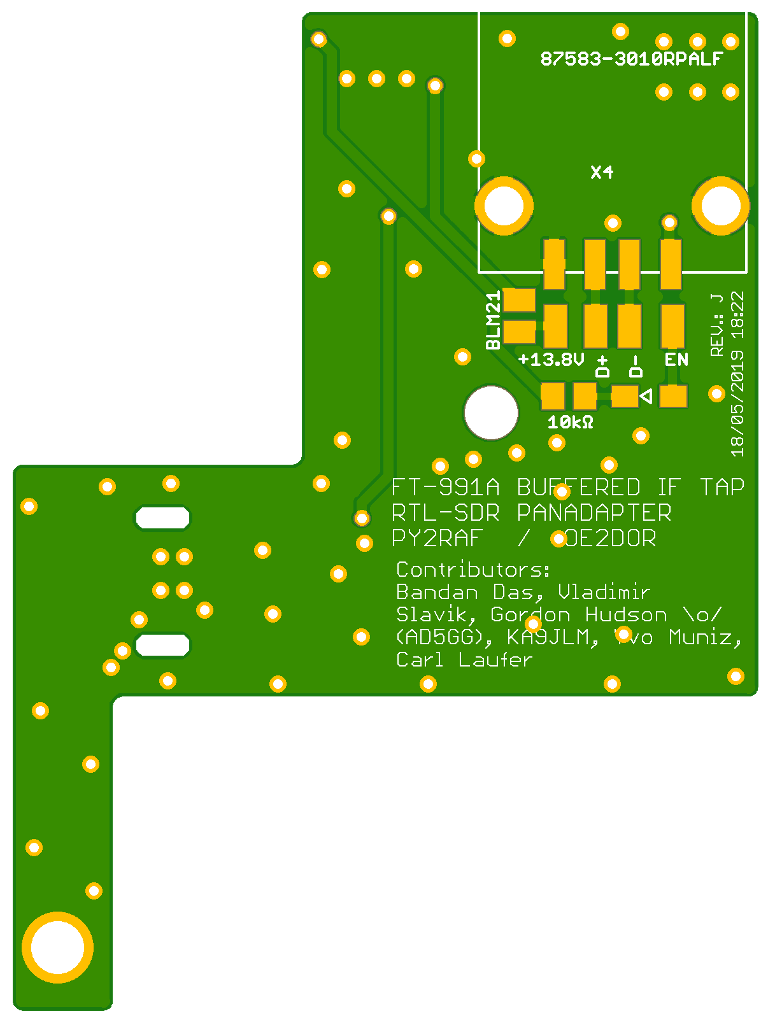 87583-3010RPALF
X4
BLM21
REV.: J
18/05/2019 18:22
+13.8V
D+
D-
EN
10kΩ
FT-991A BUFFERED IF TAP
RTL-SDR PANADAPTER
PY2RAF / OE2DOR
Contributors:
Bandan Das, Vladimir
Slavik, Gordon Hudson \o/
(AD5GG), KA9JLM, Ivo Muniz,
Carl Laufer